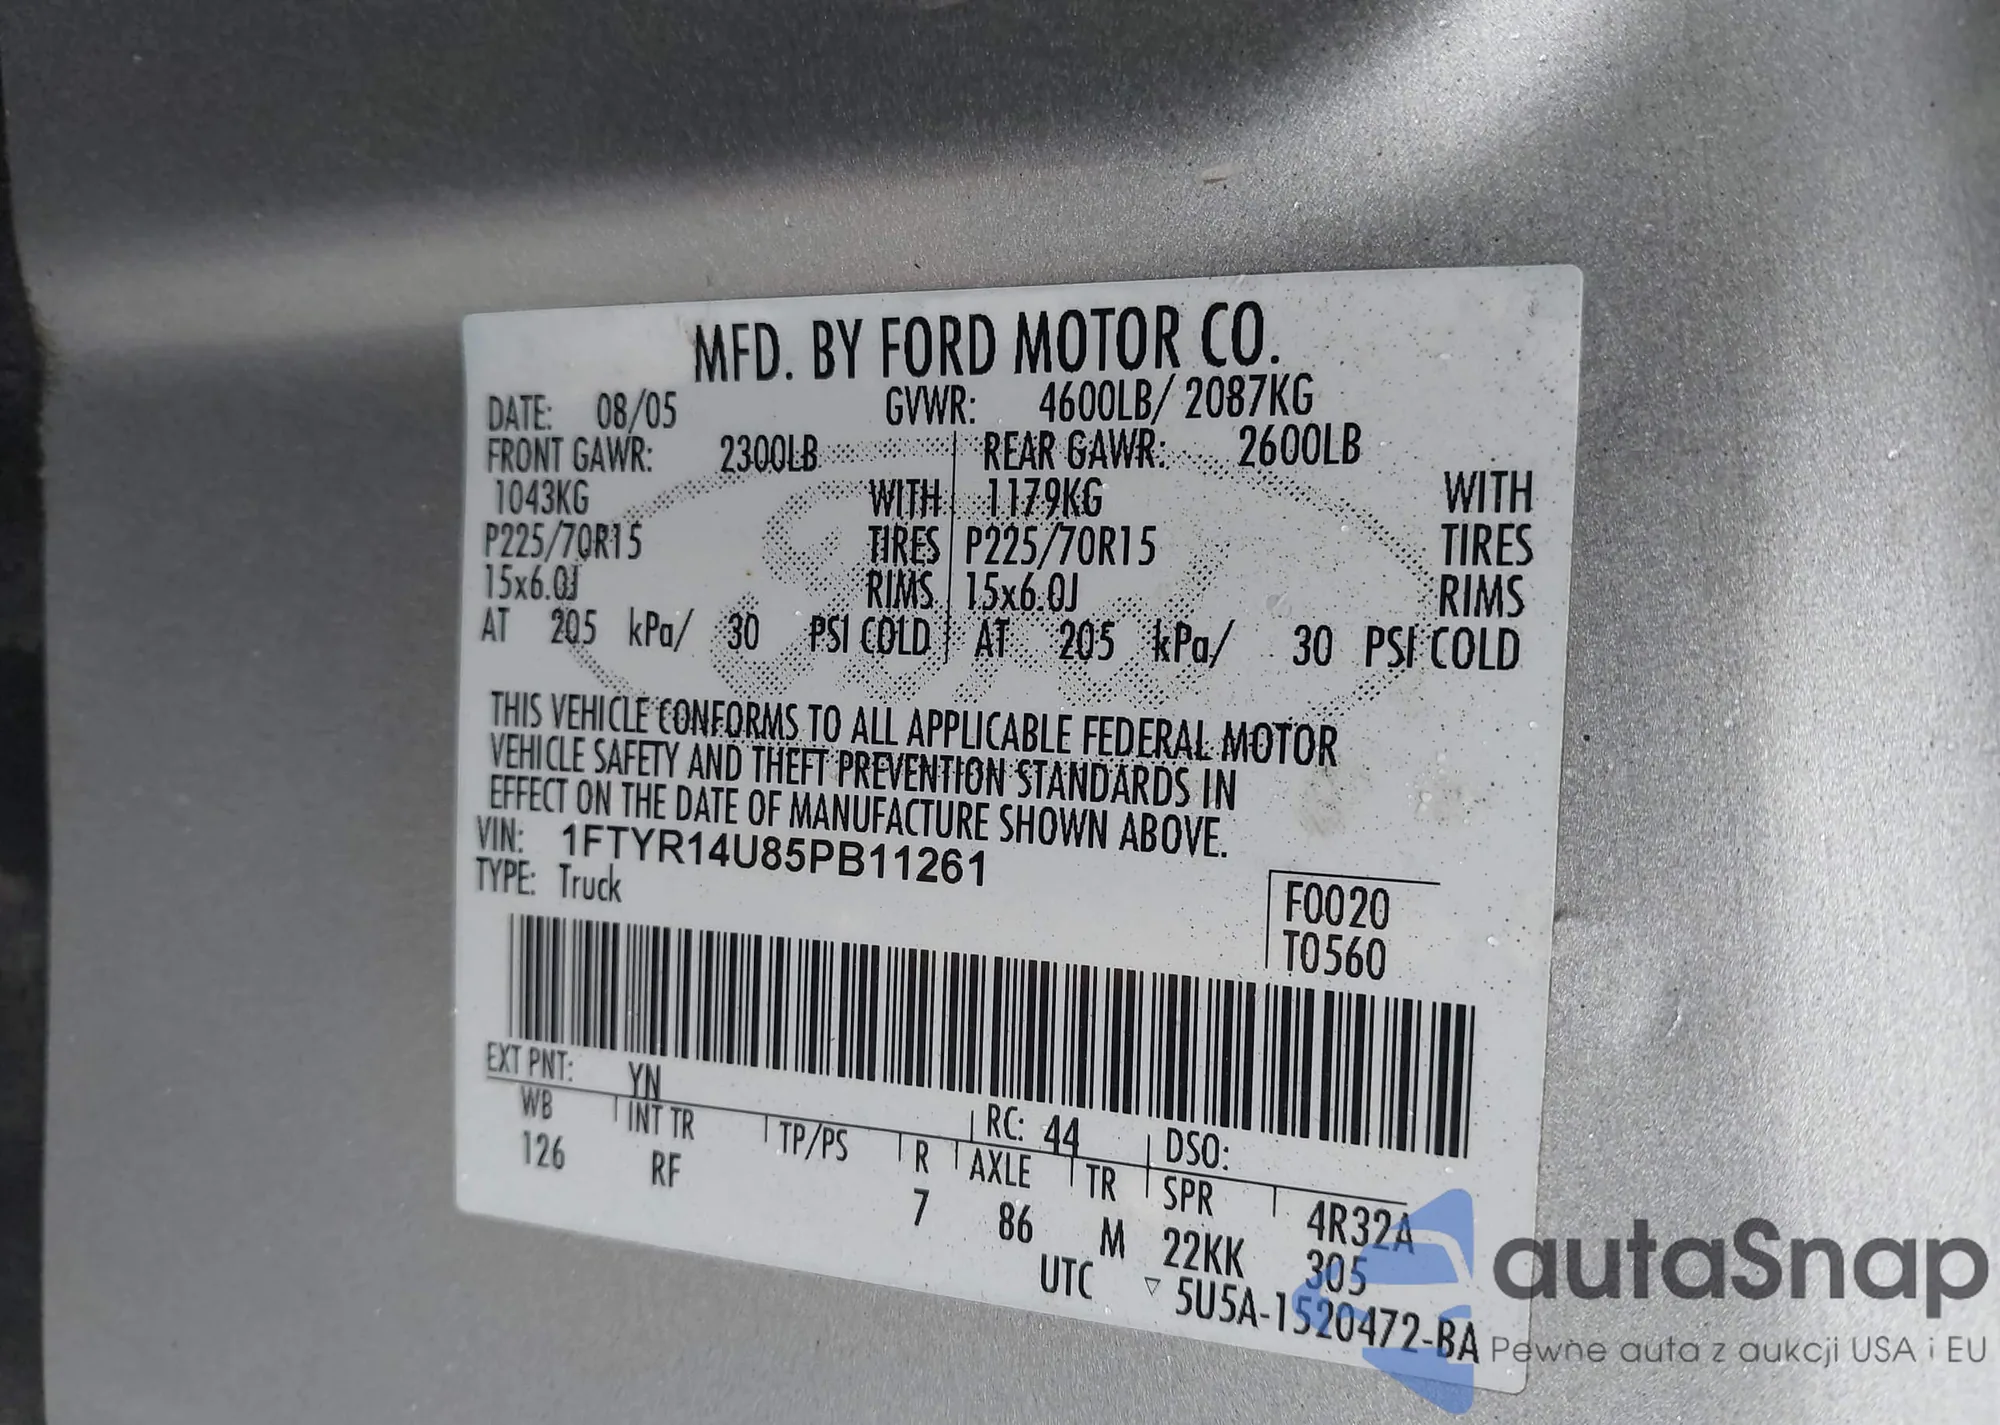 MFD. BY FORD MOTOR CO.
DATE: 08/05 GVWR: 4600LB/ 2087KG
FRONT GAWR: 2300LB REAR GAWR: 2600LB
1043KG WITH 1179KG WITH
P225/70R15 TIRES P225/70R15 TIRES
15x6.0J RIMS 15x6.0J RIMS
AT 205 kPa/ 30 PSI COLD AT 205 kPa/ 30 PSI COLD
THIS VEHICLE CONFORMS TO ALL APPLICABLE FEDERAL MOTOR
VEHICLE SAFETY AND THEFT PREVENTION STANDARDS IN
EFFECT ON THE DATE OF MANUFACTURE SHOWN ABOVE.
VIN: 1FTYR14U85PB11261
TYPE: Truck
F0020
T0560
EXT PNT: YN RC: 44 DSO:
WB INT TR TP/PS R AXLE TR SPR 4R32A
126 RF 7 86 M 22KK 305
UTC ▽ 5U5A-1520472-BA
autaSnap
Pewne auta z aukcji USA i EU